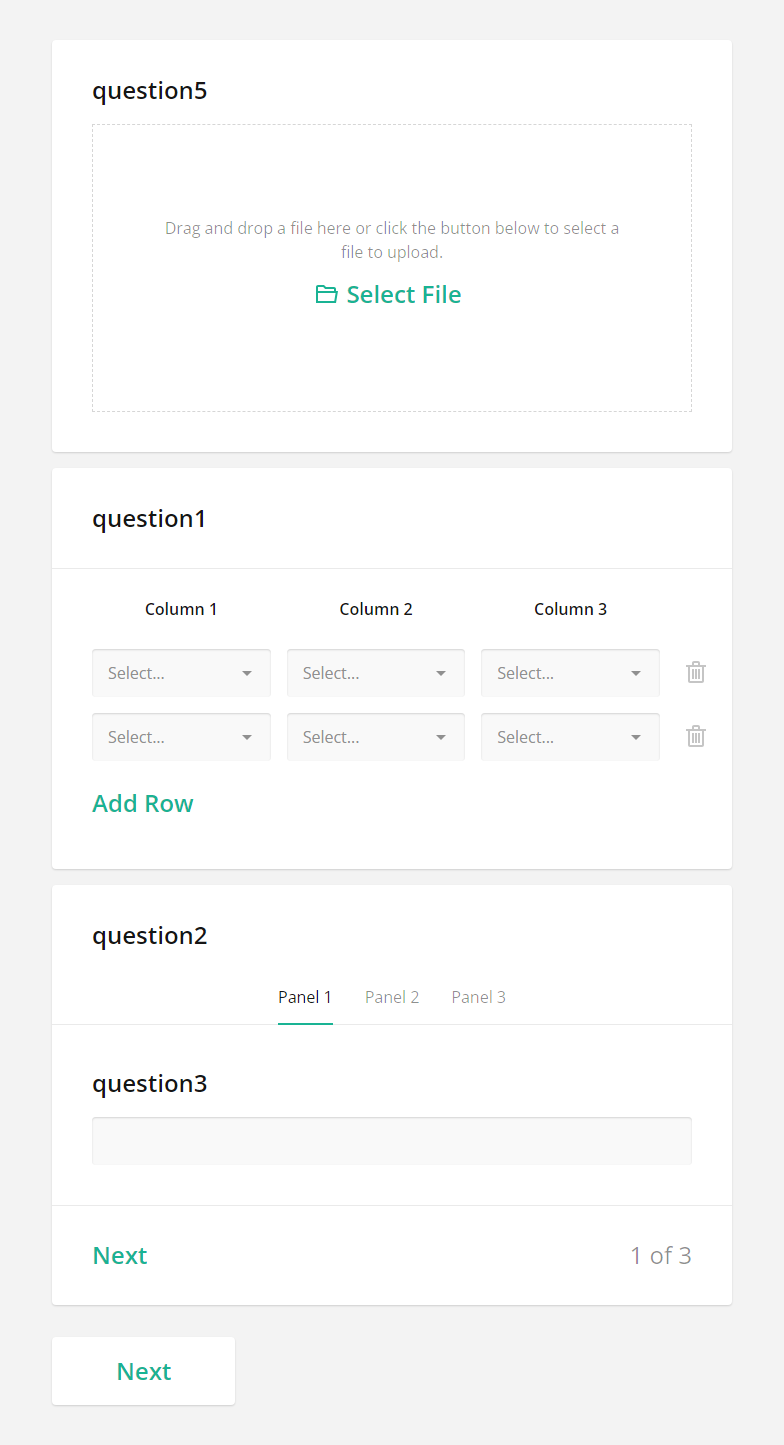 question5
Drag and drop a file here or click the button below to select a
file to upload.
Select File
question1
Column 1 Column 2 Column 3
Select... Select... Select...
Select... Select... Select...
Add Row
question2
Panel 1 Panel 2 Panel 3
question3
Next 1 of 3
Next